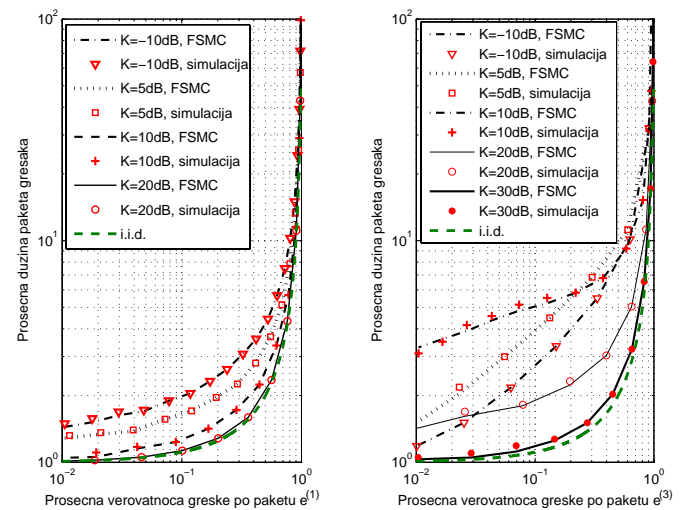 10^2
10^1
10^0
Prosecna duzina paketa gresaka
K=−10dB, FSMC
K=−10dB, simulacija
K=5dB, FSMC
K=5dB, simulacija
K=10dB, FSMC
K=10dB, simulacija
K=20dB, FSMC
K=20dB, simulacija
i.i.d.
10^-2
10^-1
10^0
Prosecna verovatnoca greske po paketu e^(1)
10^2
10^1
10^0
Prosecna duzina paketa gresaka
K=−10dB, FSMC
K=−10dB, simulacija
K=5dB, FSMC
K=5dB, simulacija
K=10dB, FSMC
K=10dB, simulacija
K=20dB, FSMC
K=20dB, simulacija
K=30dB, FSMC
K=30dB, simulacija
i.i.d.
10^-2
10^-1
10^0
Prosecna verovatnoca greske po paketu e^(3)